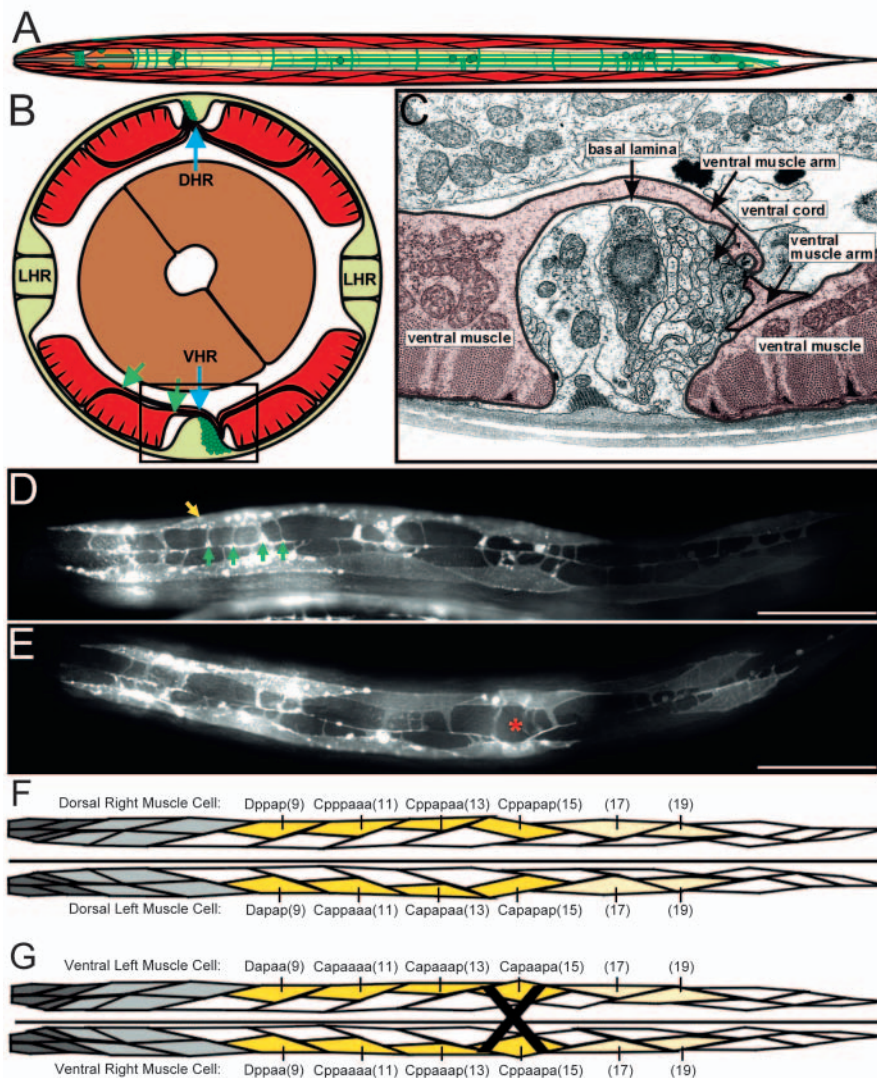 A
B
DHR
LHR
LHR
VHR
C
basal lamina
ventral muscle arm
ventral cord
ventral
muscle arm
ventral muscle
ventral muscle
D
E
*
F
Dorsal Right Muscle Cell: Dppap(9) Cpppaaa(11) Cppapaa(13) Cppapap(15) (17) (19)
Dorsal Left Muscle Cell: Dapap(9) Cappaaa(11) Capapaa(13) Capapap(15) (17) (19)
G
Ventral Left Muscle Cell: Dapaa(9) Capaaaa(11) Capaaap(13) Capaapa(15) (17) (19)
Ventral Right Muscle Cell: Dppaa(9) Cppaaaa(11) Cppaaap(13) Cppaapa(15) (17) (19)